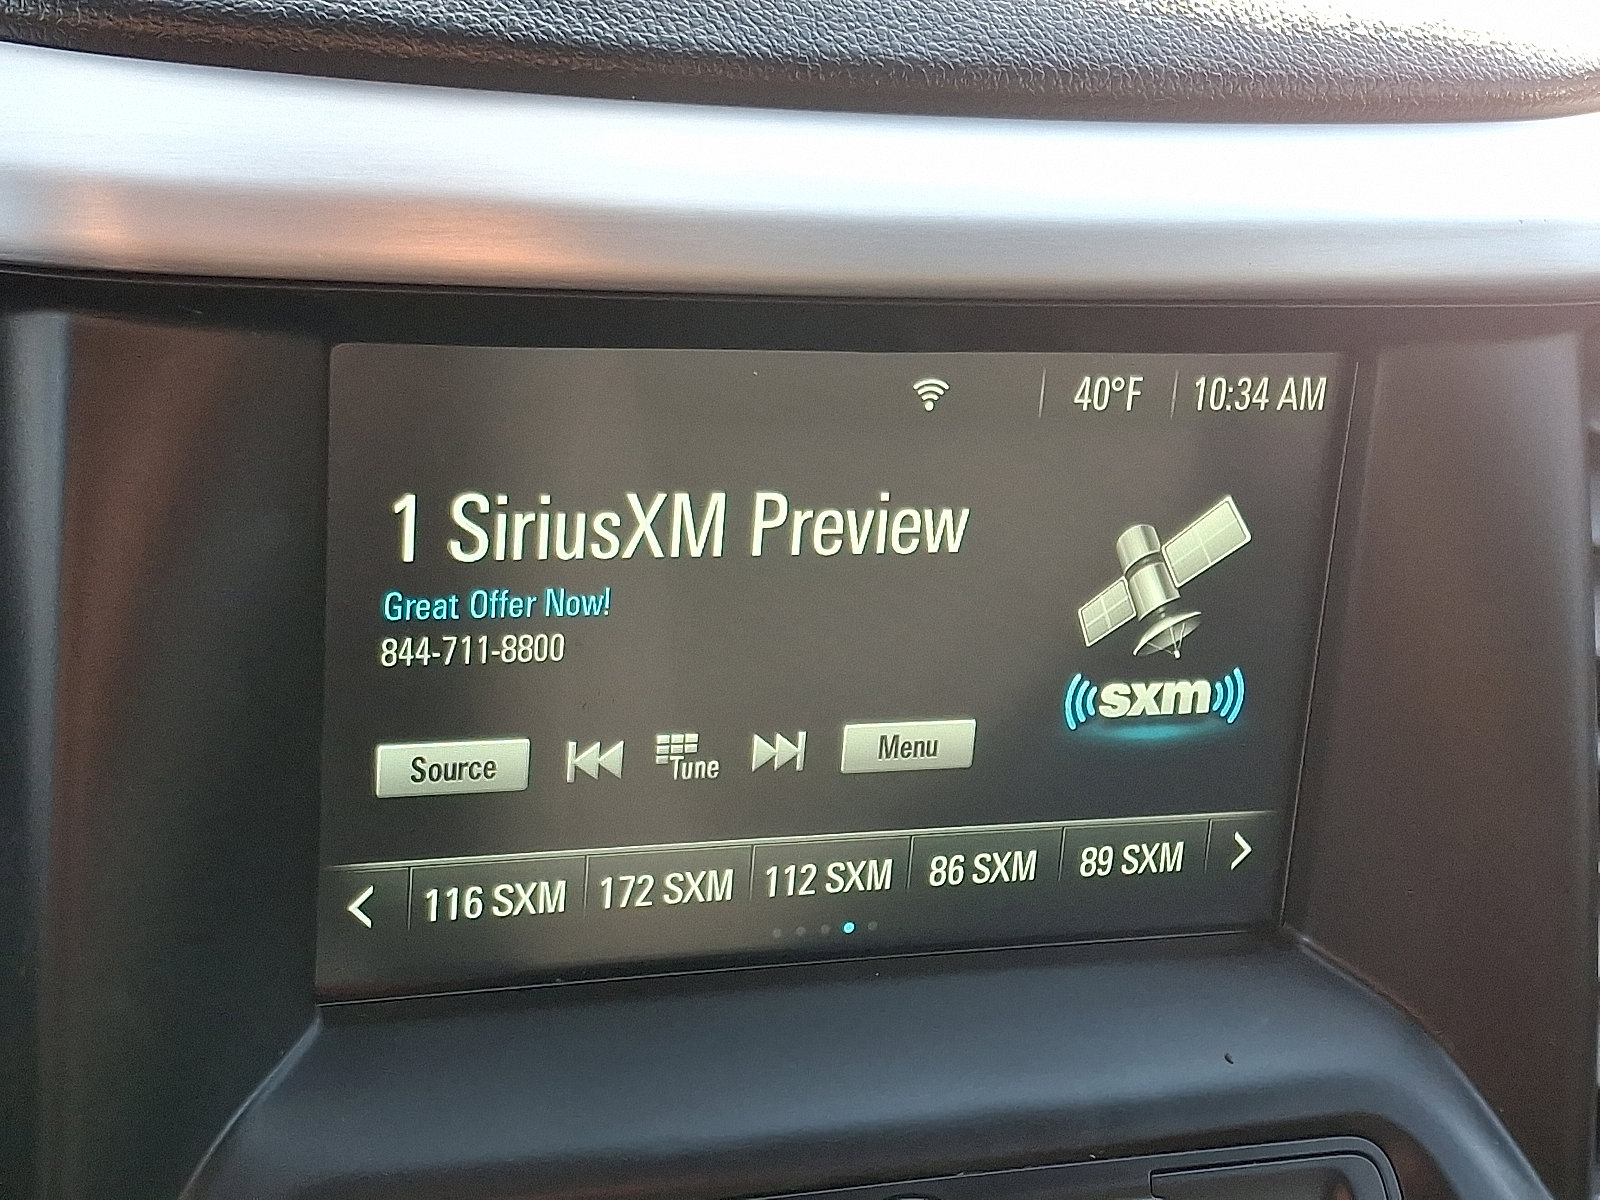 40°F 10:34 AM
1 SiriusXM Preview
Great Offer Now!
844-711-8800
((sxm))
Source Tune Menu
116 SXM 172 SXM 112 SXM 86 SXM 89 SXM